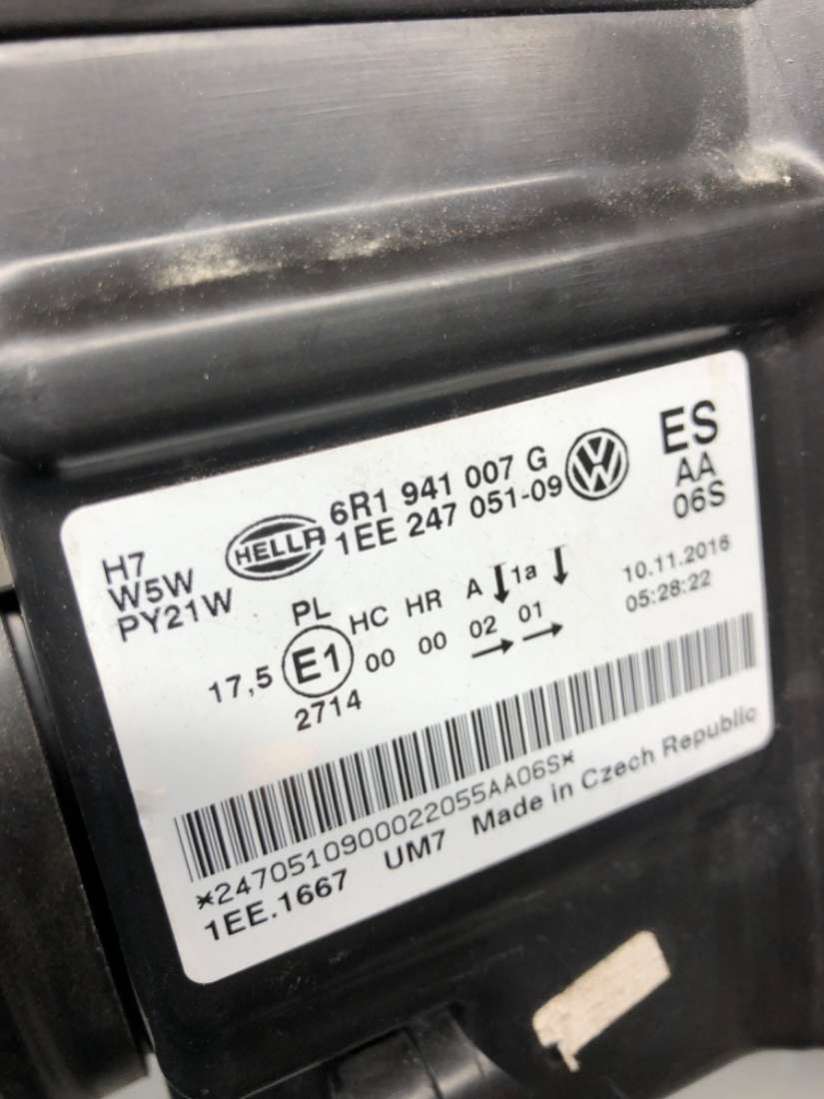 H7
W5W
PY21W
HELLA
6R1 941 007 G
1EE 247 051-09
ES
AA
06S
PL HC HR A 1a
17,5 E1 00 00 02 01
2714
10.11.2016
05:26:22
*2470510900022055AA06S*
1EE.1667 UM7 Made in Czech Republic